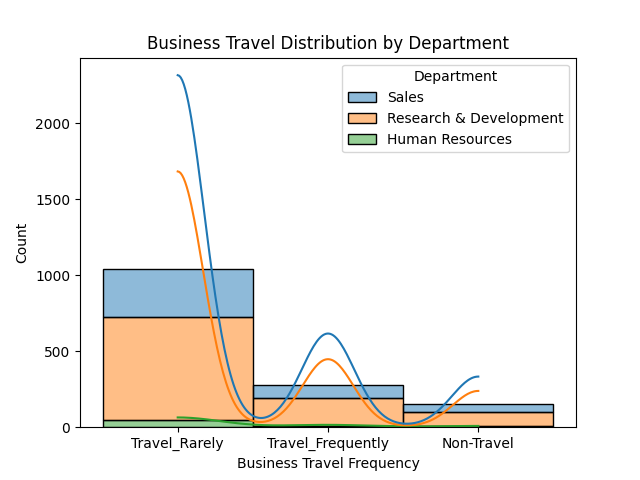 Business Travel Distribution by Department
Department
Sales
Research & Development
Human Resources
2000
1500
1000
500
0
Count
Travel_Rarely
Travel_Frequently
Non-Travel
Business Travel Frequency